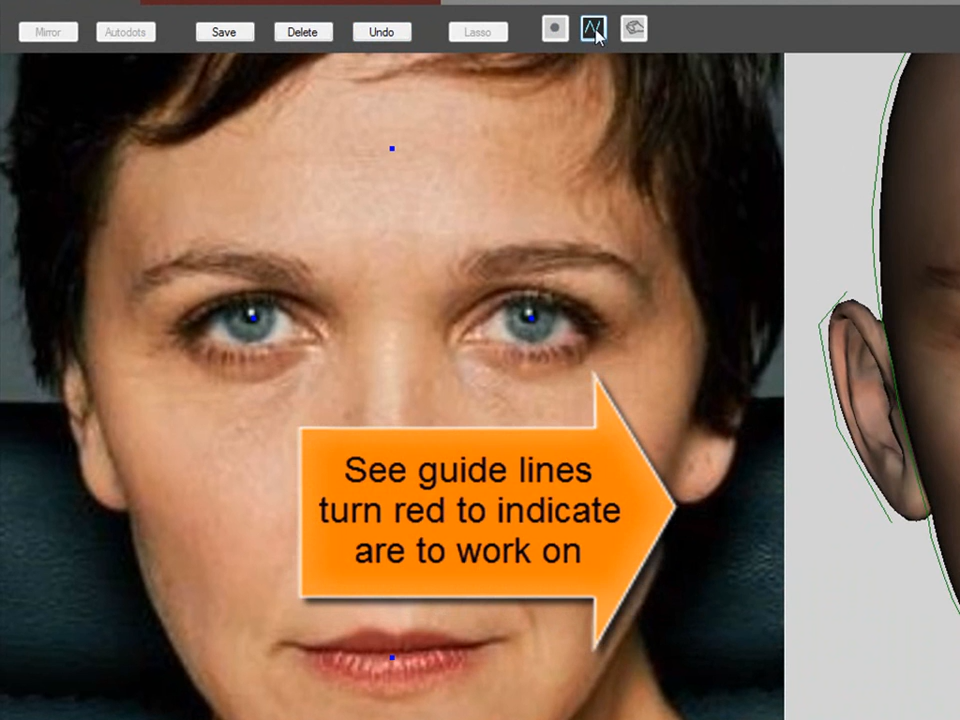 Mirror Autodots Save Delete Undo Lasso
See guide lines
turn red to indicate
are to work on